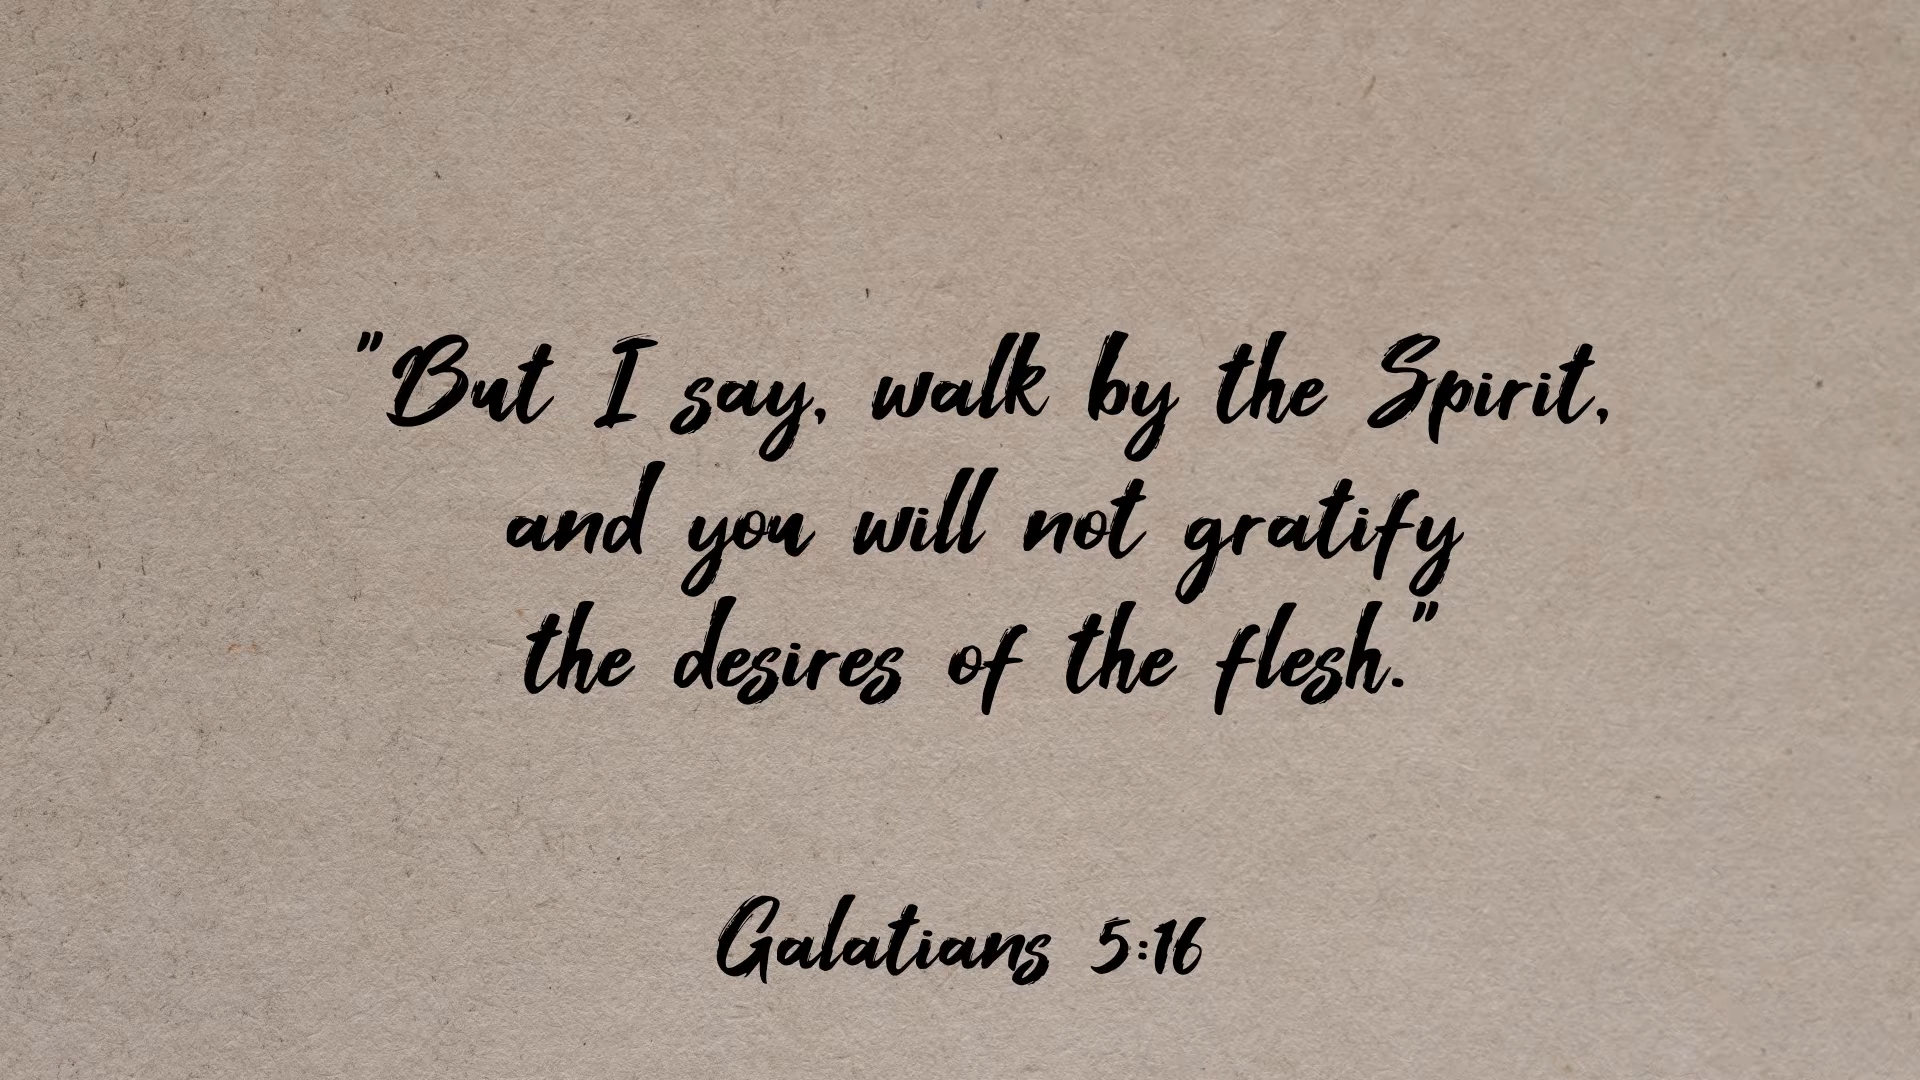 "But I say, walk by the Spirit,
and you will not gratify
the desires of the flesh."
Galatians 5:16